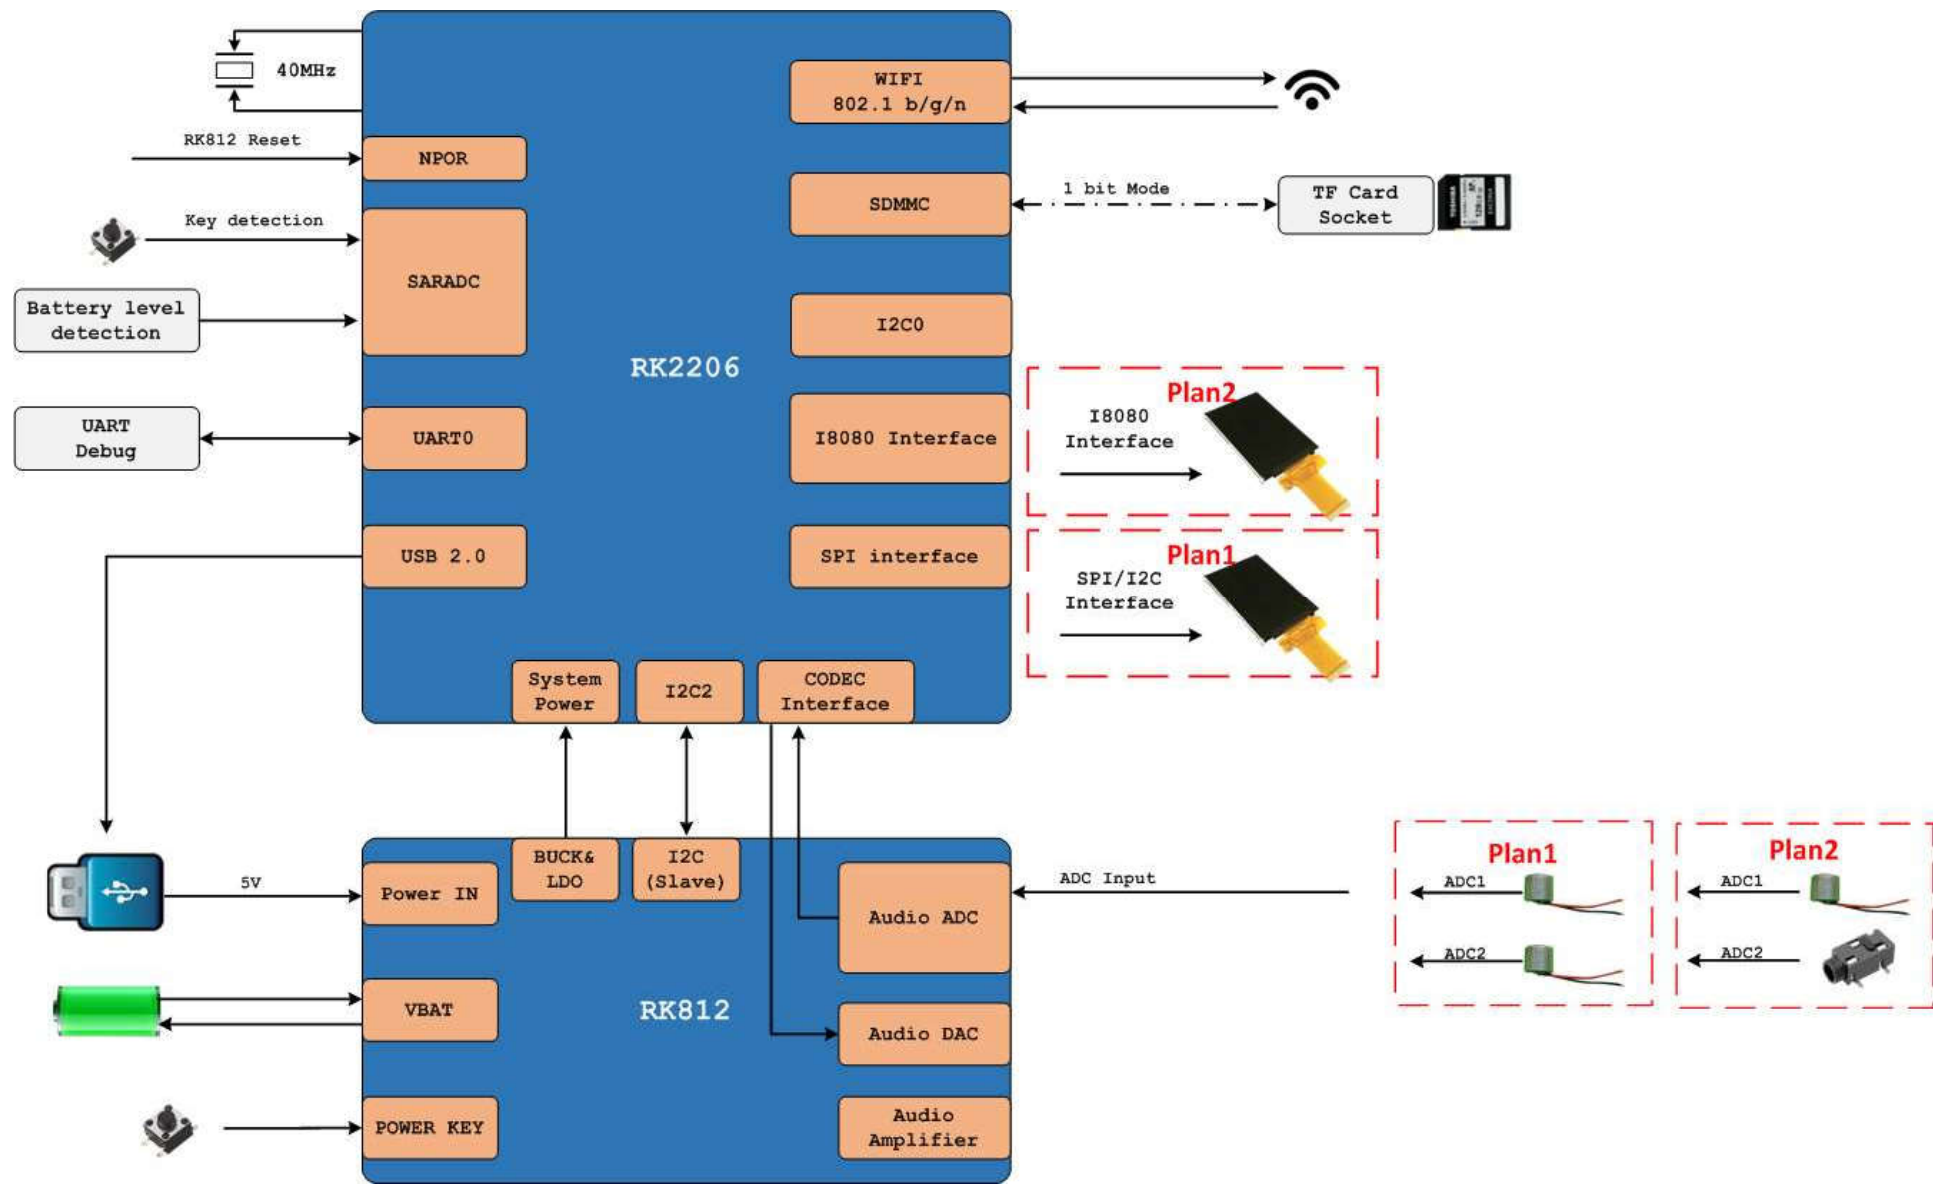 40MHz
WIFI
802.1 b/g/n
RK812 Reset
NPOR
1 bit Mode
SDMMC
TF Card
Socket
Key detection
SARADC
Battery level
detection
I2C0
RK2206
Plan2
I8080
Interface
UART
Debug
UART0
I8080 Interface
USB 2.0
SPI interface
Plan1
SPI/I2C
Interface
System
Power
I2C2
CODEC
Interface
BUCK&
LDO
I2C
(Slave)
5V
Power IN
Audio ADC
ADC Input
Plan1
ADC1
ADC2
Plan2
ADC1
ADC2
VBAT
RK812
Audio DAC
POWER KEY
Audio
Amplifier